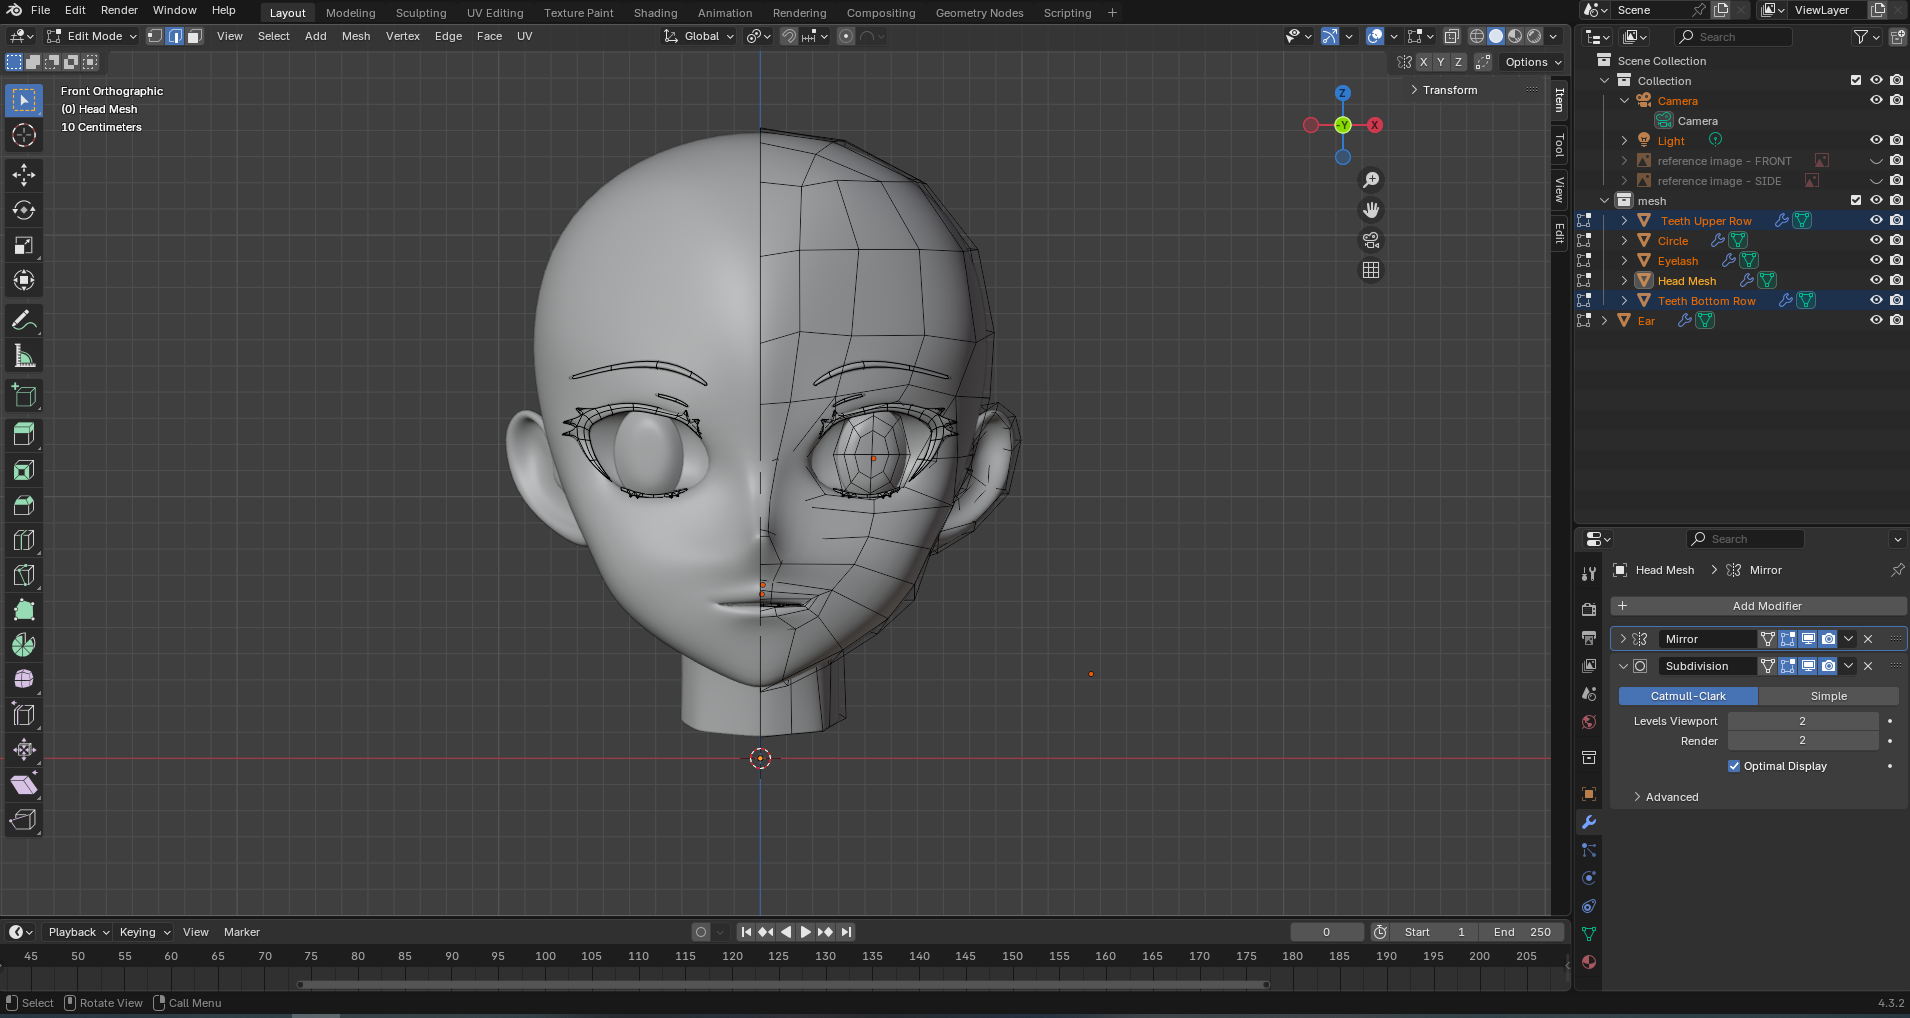 File Edit Render Window Help Layout Modeling Sculpting UV Editing Texture Paint Shading Animation Rendering Compositing Geometry Nodes Scripting + Scene ViewLayer
Edit Mode View Select Add Mesh Vertex Edge Face UV Global Search
X Y Z Options
Front Orthographic
(0) Head Mesh
10 Centimeters
Transform
Item
Tool
View
Edit
Z
-Y
X
Scene Collection
Collection
Camera
Camera
Light
reference image - FRONT
reference image - SIDE
mesh
Teeth Upper Row
Circle
Eyelash
Head Mesh
Teeth Bottom Row
Ear
Search
Head Mesh > Mirror
+ Add Modifier
Mirror
Subdivision
Catmull-Clark Simple
Levels Viewport 2
Render 2
Optimal Display
Advanced
Playback Keying View Marker 0 Start 1 End 250
45 50 55 60 65 70 75 80 85 90 95 100 105 110 115 120 125 130 135 140 145 150 155 160 165 170 175 180 185 190 195 200 205
Select Rotate View Call Menu 4.3.2